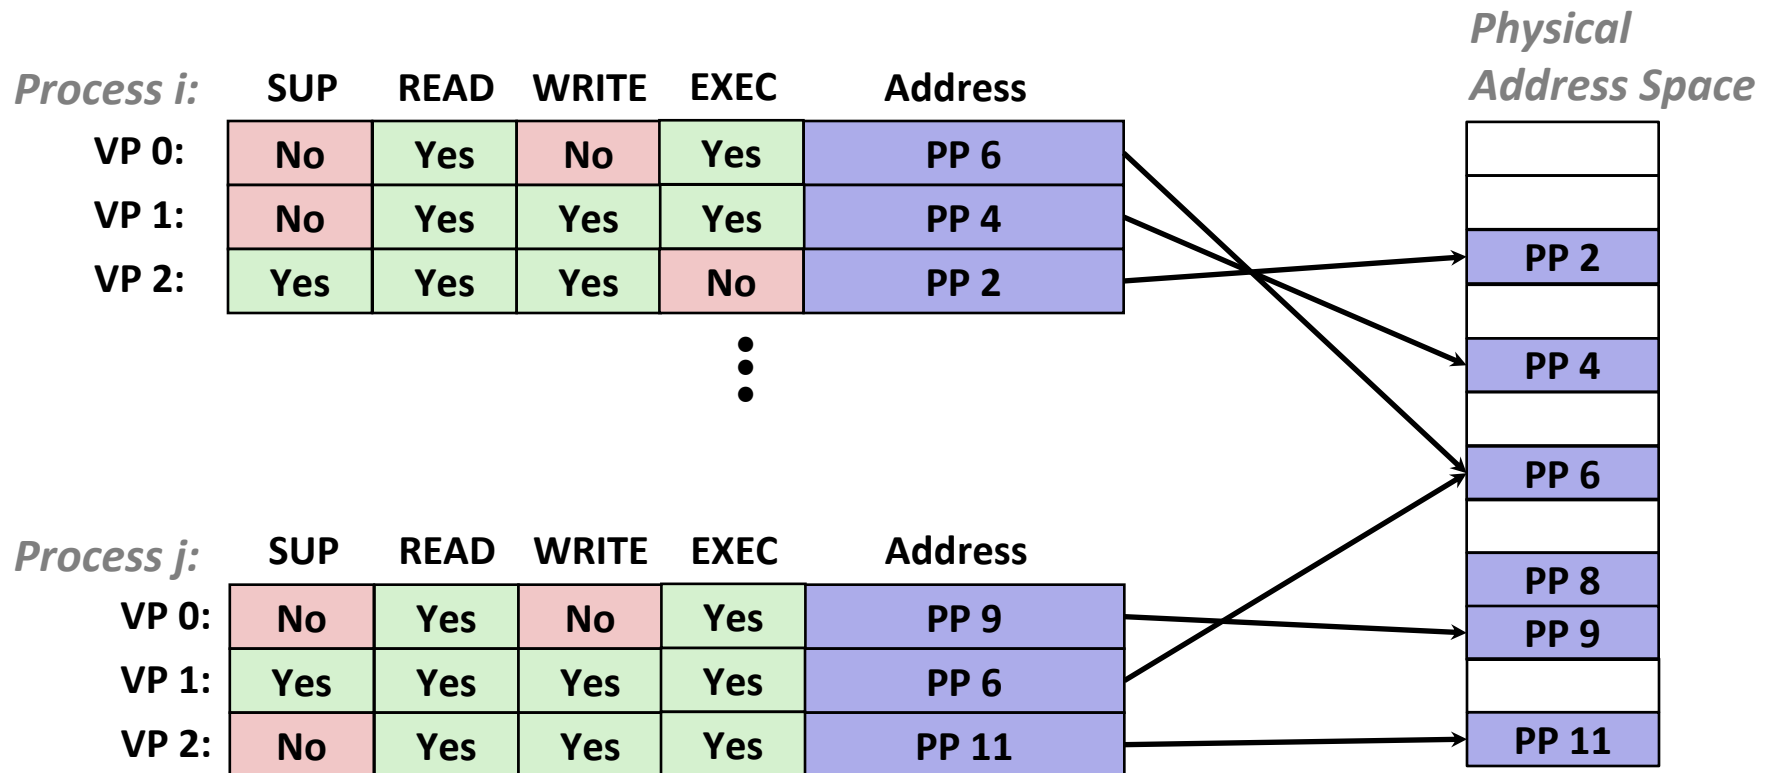 Physical
Address Space
Process i: SUP READ WRITE EXEC Address
VP 0: No Yes No Yes PP 6
VP 1: No Yes Yes Yes PP 4
VP 2: Yes Yes Yes No PP 2
PP 2
PP 4
PP 6
PP 8
PP 9
PP 11
Process j: SUP READ WRITE EXEC Address
VP 0: No Yes No Yes PP 9
VP 1: Yes Yes Yes Yes PP 6
VP 2: No Yes Yes Yes PP 11